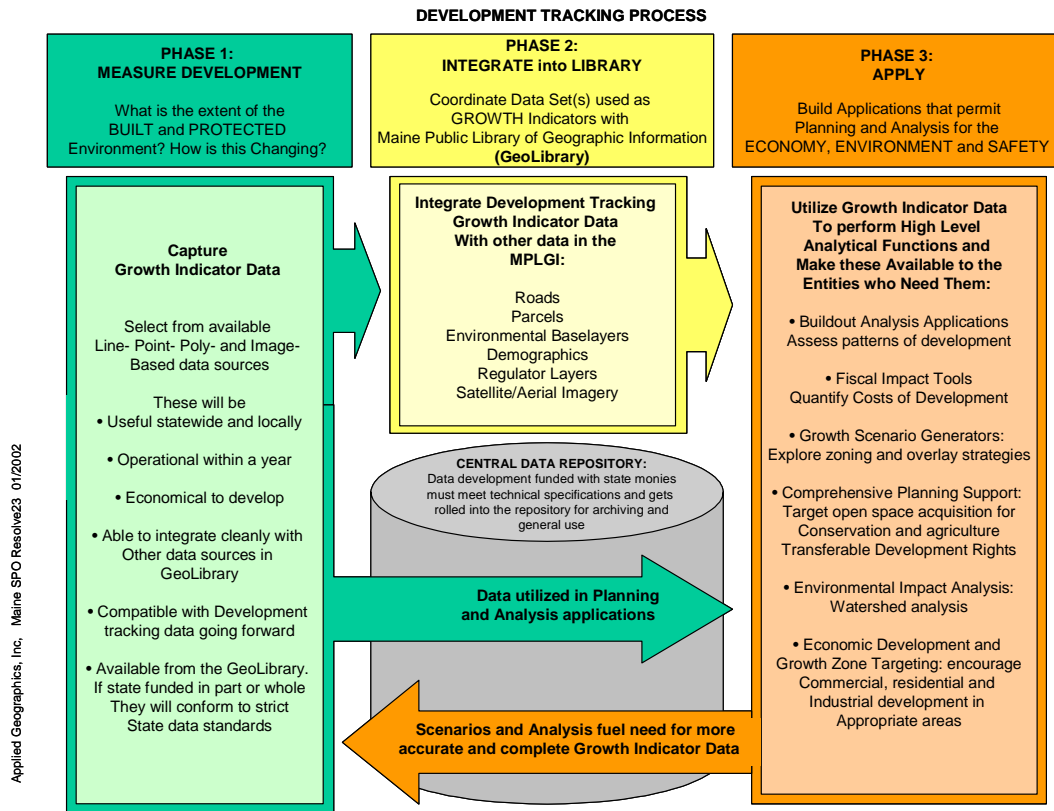 DEVELOPMENT TRACKING PROCESS
PHASE 1:
MEASURE DEVELOPMENT
What is the extent of the
BUILT and PROTECTED
Environment? How is this Changing?
PHASE 2:
INTEGRATE into LIBRARY
Coordinate Data Set(s) used as
GROWTH Indicators with
Maine Public Library of Geographic Information
(GeoLibrary)
PHASE 3:
APPLY
Build Applications that permit
Planning and Analysis for the
ECONOMY, ENVIRONMENT and SAFETY
Capture
Growth Indicator Data
Select from available
Line- Point- Poly- and Image-
Based data sources
These will be
• Useful statewide and locally
• Operational within a year
• Economical to develop
• Able to integrate cleanly with
Other data sources in
GeoLibrary
• Compatible with Development
tracking data going forward
• Available from the GeoLibrary.
If state funded in part or whole
They will conform to strict
State data standards
Integrate Development Tracking
Growth Indicator Data
With other data in the
MPLGI:
Roads
Parcels
Environmental Baselayers
Demographics
Regulator Layers
Satellite/Aerial Imagery
CENTRAL DATA REPOSITORY:
Data development funded with state monies
must meet technical specifications and gets
rolled into the repository for archiving and
general use
Data utilized in Planning
and Analysis applications
Scenarios and Analysis fuel need for more
accurate and complete Growth Indicator Data
Utilize Growth Indicator Data
To perform High Level
Analytical Functions and
Make these Available to the
Entities who Need Them:
• Buildout Analysis Applications
Assess patterns of development
• Fiscal Impact Tools
Quantify Costs of Development
• Growth Scenario Generators:
Explore zoning and overlay strategies
• Comprehensive Planning Support:
Target open space acquisition for
Conservation and agriculture
Transferable Development Rights
• Environmental Impact Analysis:
Watershed analysis
• Economic Development and
Growth Zone Targeting: encourage
Commercial, residential and
Industrial development in
Appropriate areas
Applied Geographics, Inc, Maine SPO Resolve23 01/2002